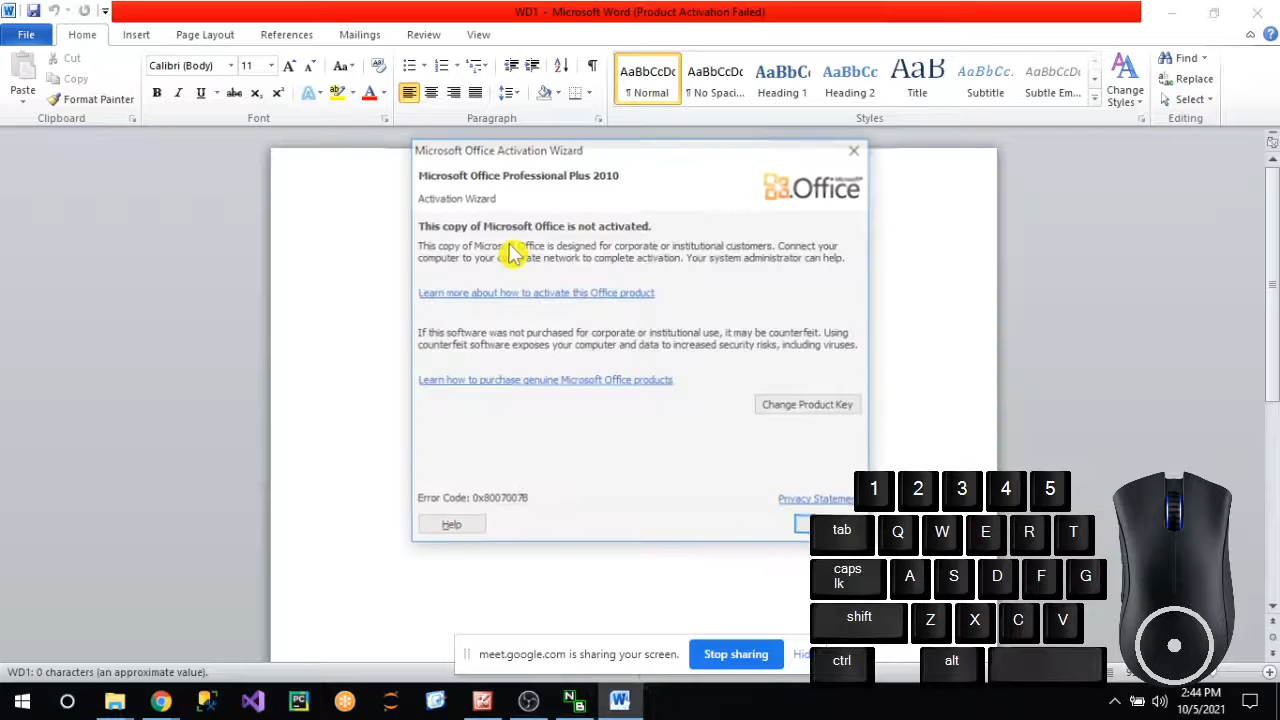 WD1 - Microsoft Word (Product Activation Failed)
File Home Insert Page Layout References Mailings Review View
Cut
Copy
Format Painter
Paste
Clipboard
Calibri (Body) 11
Font
Paragraph
AaBbCcDc AaBbCcDc AaBbC AaBbCc AaB AaBbCc. AaBbCcDc
¶ Normal ¶ No Spaci... Heading 1 Heading 2 Title Subtitle Subtle Em...
Change
Styles
Styles
Find
Replace
Select
Editing
Microsoft Office Activation Wizard
Microsoft Office Professional Plus 2010
Activation Wizard
Microsoft
Office
This copy of Microsoft Office is not activated.
This copy of Microsoft Office is designed for corporate or institutional customers. Connect your
computer to your network to complete activation. Your system administrator can help.
Learn more about how to activate this Office product
If this software was not purchased for corporate or institutional use, it may be counterfeit. Using
counterfeit software exposes your computer and data to increased security risks, including viruses.
Learn how to purchase genuine Microsoft Office products
Change Product Key
Error Code: 0x8007007B
Privacy
Help
1 2 3 4 5
tab Q W E R T
caps lk A S D F G
shift Z X C V
ctrl alt
meet.google.com is sharing your screen. Stop sharing
WD1: 0 characters (an approximate value).
2:44 PM
10/5/2021